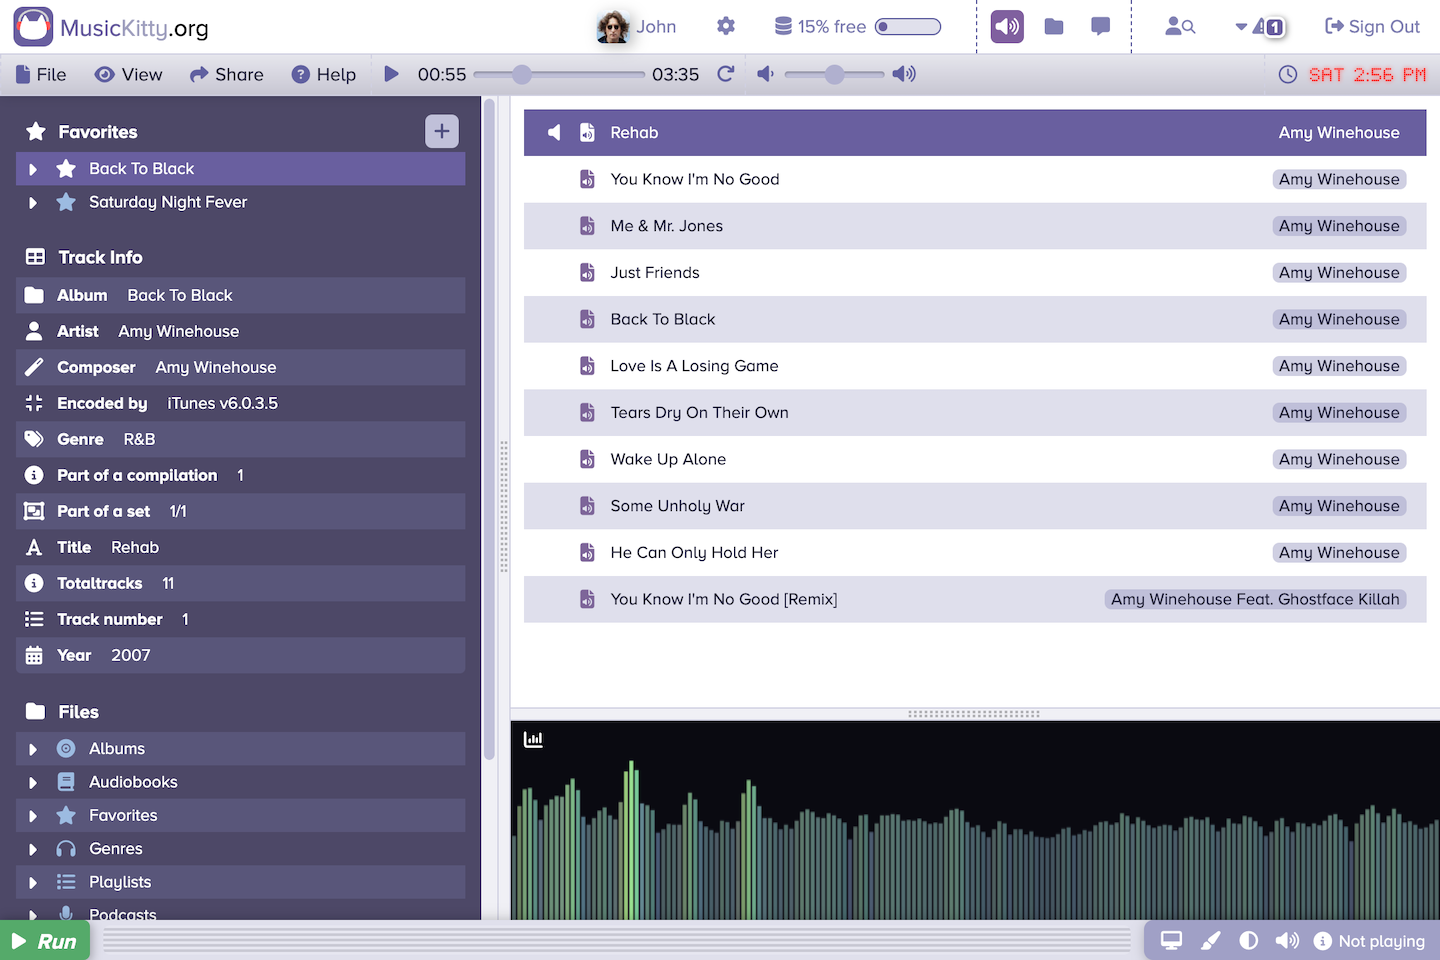 MusicKitty.org
John
15% free
1
Sign Out
File
View
Share
Help
00:55
03:35
SAT 2:56 PM
Favorites
Back To Black
Saturday Night Fever
Track Info
Album Back To Black
Artist Amy Winehouse
Composer Amy Winehouse
Encoded by iTunes v6.0.3.5
Genre R&B
Part of a compilation 1
Part of a set 1/1
Title Rehab
Totaltracks 11
Track number 1
Year 2007
Files
Albums
Audiobooks
Favorites
Genres
Playlists
Podcasts
Rehab Amy Winehouse
You Know I'm No Good Amy Winehouse
Me & Mr. Jones Amy Winehouse
Just Friends Amy Winehouse
Back To Black Amy Winehouse
Love Is A Losing Game Amy Winehouse
Tears Dry On Their Own Amy Winehouse
Wake Up Alone Amy Winehouse
Some Unholy War Amy Winehouse
He Can Only Hold Her Amy Winehouse
You Know I'm No Good [Remix] Amy Winehouse Feat. Ghostface Killah
Run
Not playing